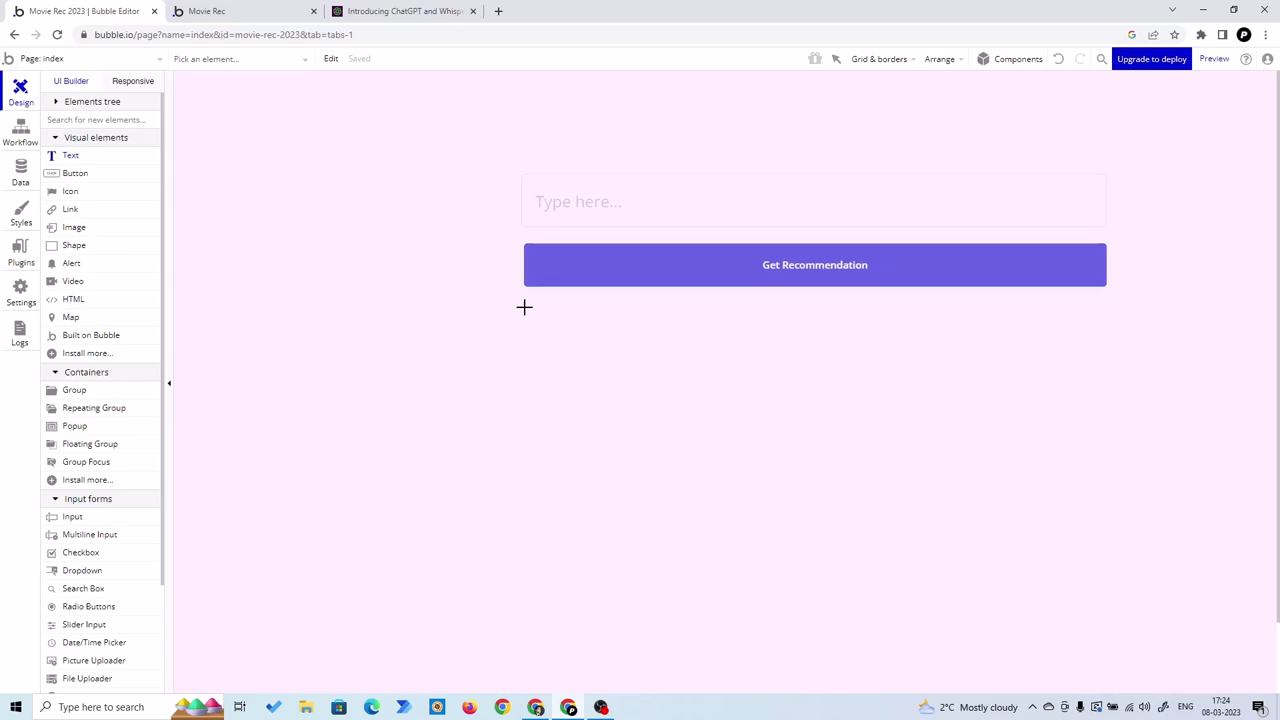 Movie Rec 2023 | Bubble Editor
Movie Rec
Introducing ChatGPT and Whisp
bubble.io/page?name=index&id=movie-rec-2023&tab=tabs-1
Page: index
Pick an element...
Edit
Saved
Grid & borders
Arrange
Components
Upgrade to deploy
Preview
Design
Workflow
Data
Styles
Plugins
Settings
Logs
UI Builder
Responsive
Elements tree
Search for new elements...
Visual elements
Text
Button
Icon
Link
Image
Shape
Alert
Video
HTML
Map
Built on Bubble
Install more...
Containers
Group
Repeating Group
Popup
Floating Group
Group Focus
Install more...
Input forms
Input
Multiline Input
Checkbox
Dropdown
Search Box
Radio Buttons
Slider Input
Date/Time Picker
Picture Uploader
File Uploader
Type here...
Get Recommendation
Type here to search
2°C Mostly cloudy
ENG
17:24
08-03-2023